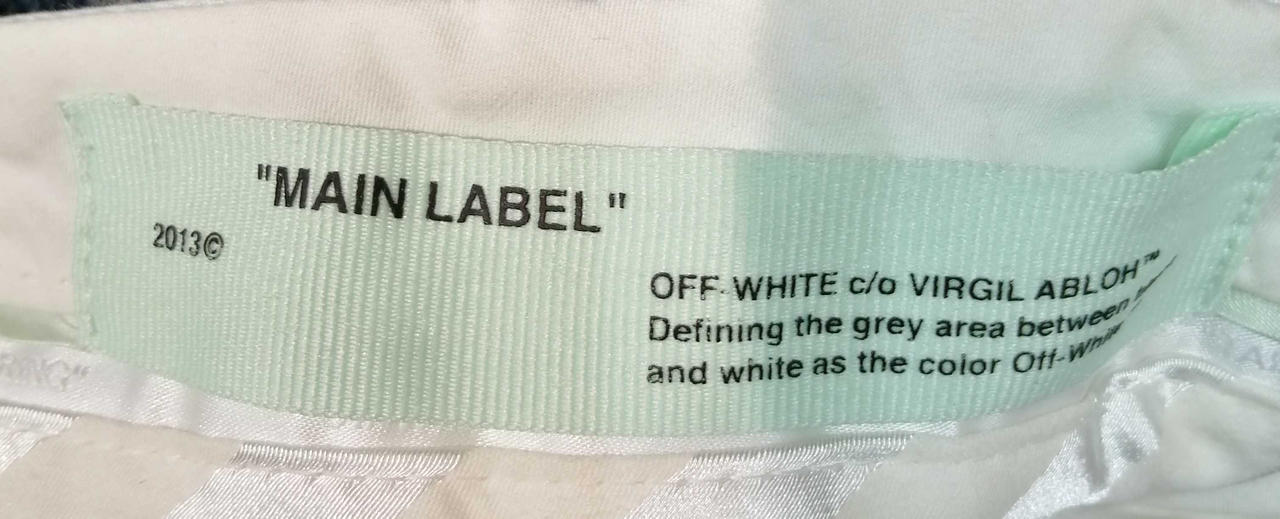 "MAIN LABEL"
2013©
OFF-WHITE c/o VIRGIL ABLOH™
Defining the grey area between
and white as the color Off-White